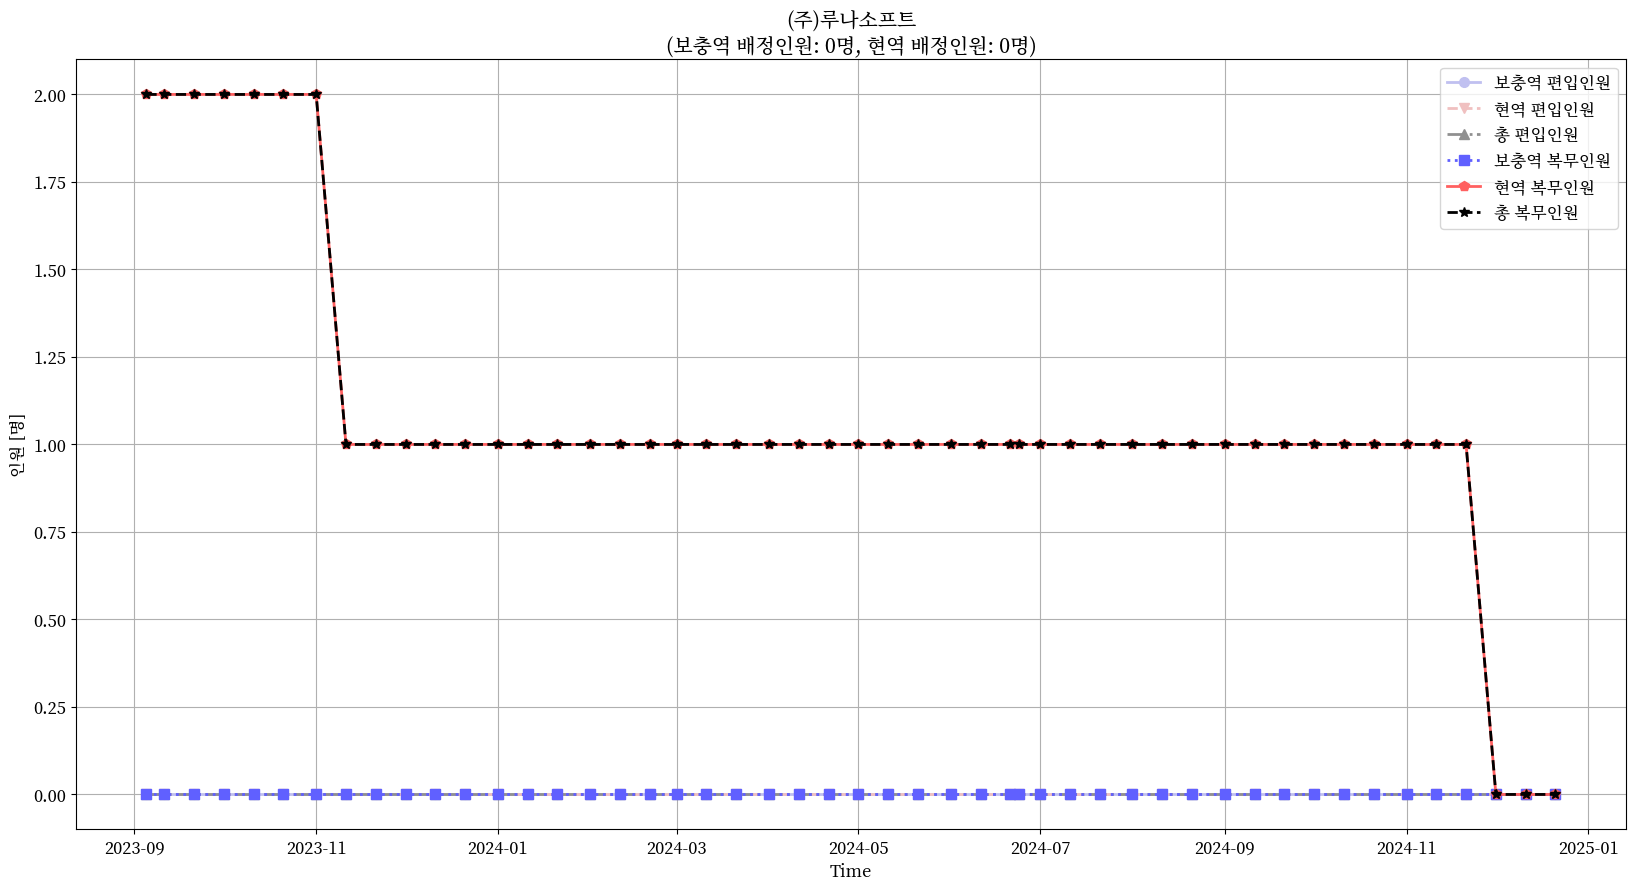 (주)루나소프트
(보충역 배정인원: 0명, 현역 배정인원: 0명)
보충역 편입인원
현역 편입인원
총 편입인원
보충역 복무인원
현역 복무인원
총 복무인원
인원 [명]
2.00
1.75
1.50
1.25
1.00
0.75
0.50
0.25
0.00
2023-09 2023-11 2024-01 2024-03 2024-05 2024-07 2024-09 2024-11 2025-01
Time